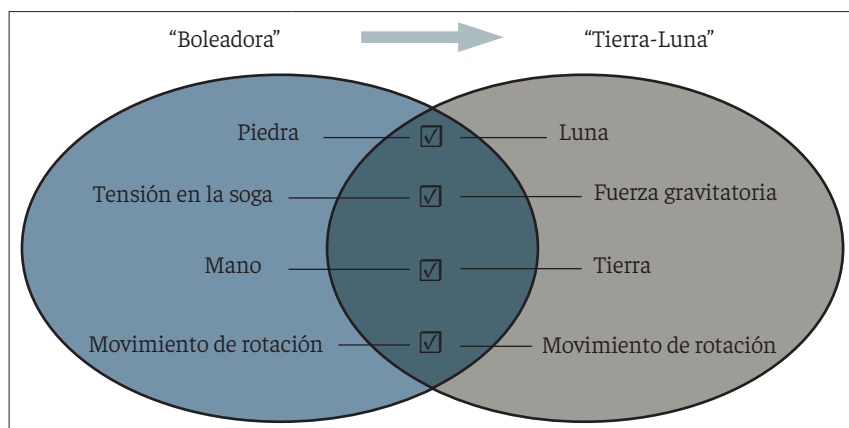 “Boleadora” “Tierra-Luna”
Piedra Luna
Tensión en la soga Fuerza gravitatoria
Mano Tierra
Movimiento de rotación Movimiento de rotación